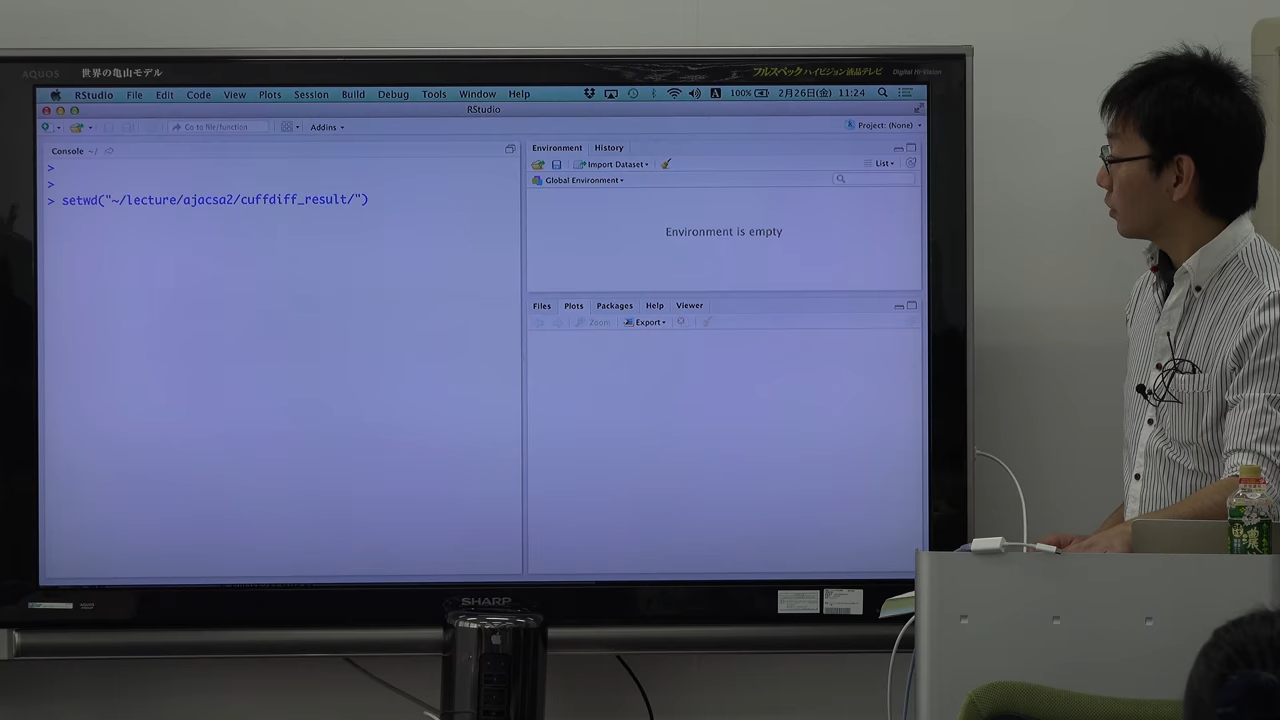 AQUOS 世界の亀山モデル フルスペックハイビジョン液晶テレビ Digital Hi-Vision
RStudio File Edit Code View Plots Session Build Debug Tools Window Help 100% 2月26日(金) 11:24
RStudio
Go to file/function Addins Project: (None)
Console ~/
>
>
> setwd("~/lecture/ajacsa2/cuffdiff_result/")
Environment History
Import Dataset List
Global Environment
Environment is empty
Files Plots Packages Help Viewer
Zoom Export
SHARP